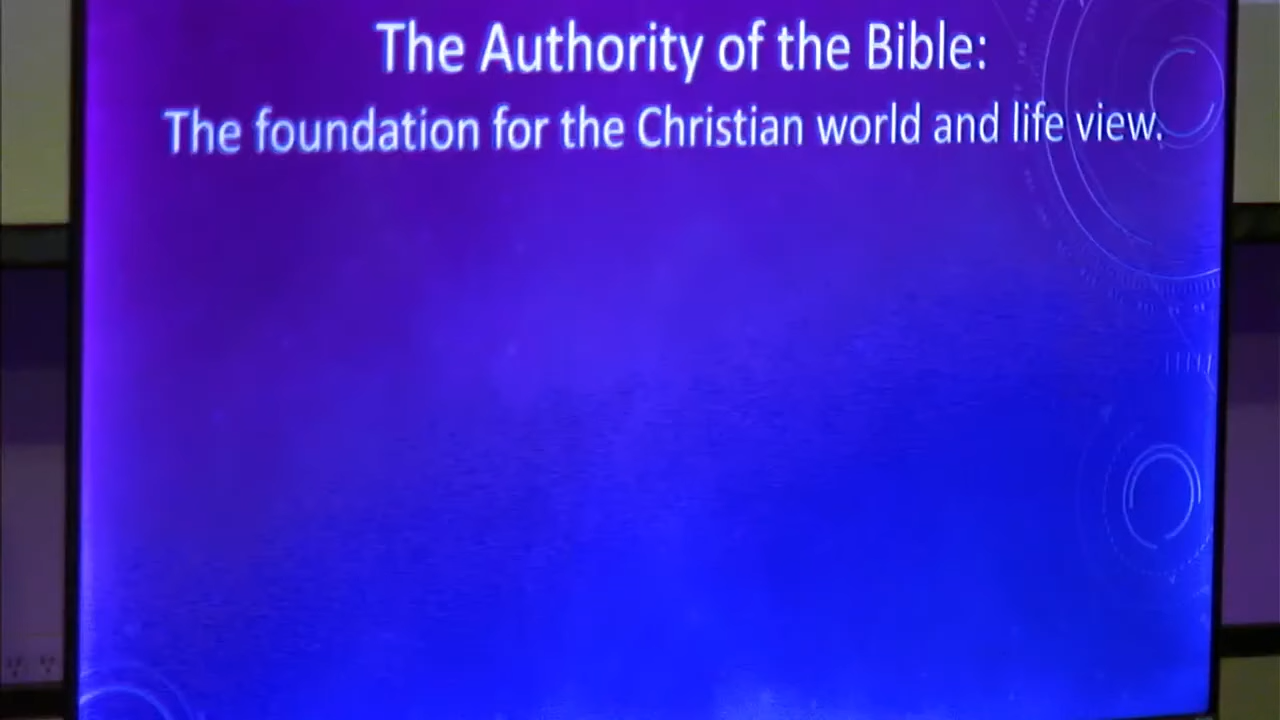 The Authority of the Bible:
The foundation for the Christian world and life view.